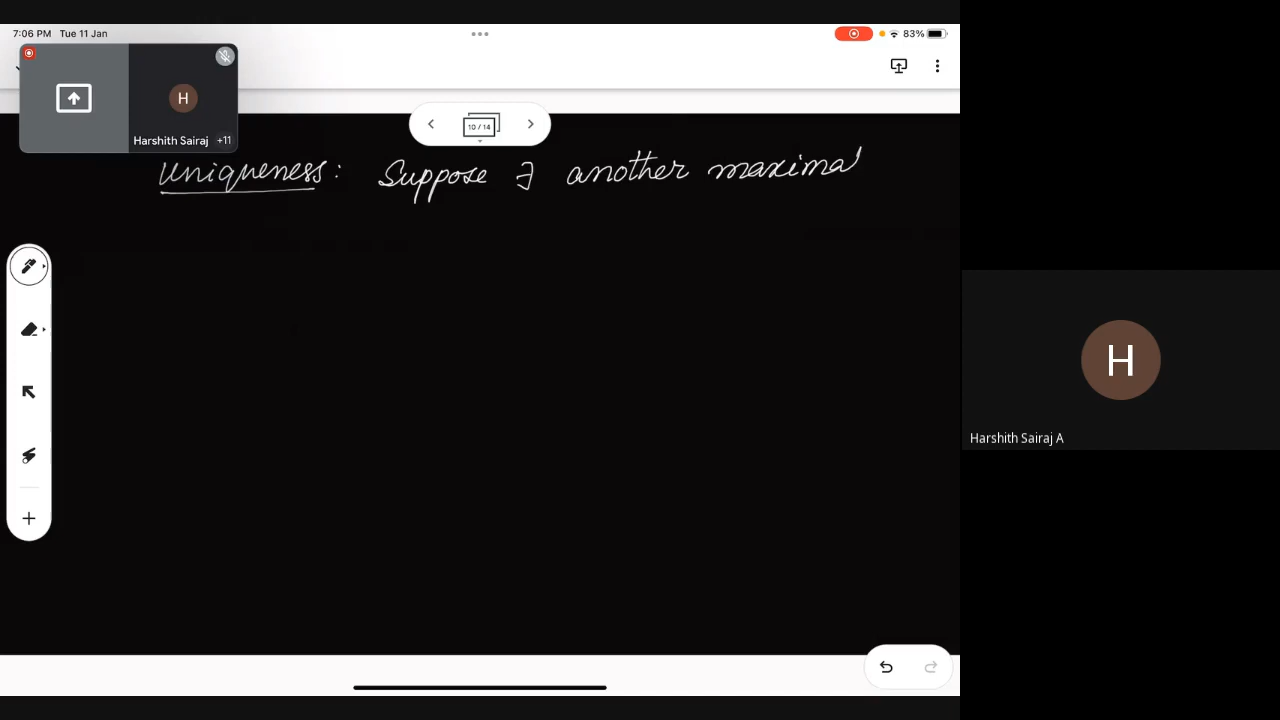 7:06 PM Tue 11 Jan
83%
H
Harshith Sairaj +11
10 / 14
Uniqueness: Suppose ∃ another maximal
H
Harshith Sairaj A